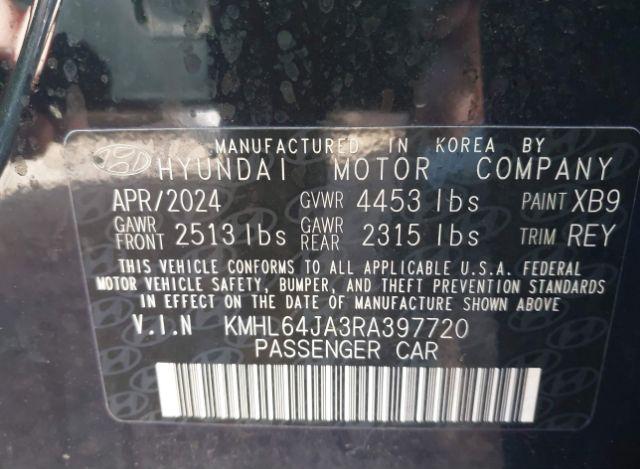 MANUFACTURED IN KOREA BY
HYUNDAI MOTOR COMPANY
APR/2024 GVWR 4453 lbs PAINT XB9
GAWR FRONT 2513 lbs GAWR REAR 2315 lbs TRIM REY
THIS VEHICLE CONFORMS TO ALL APPLICABLE U.S.A. FEDERAL
MOTOR VEHICLE SAFETY, BUMPER, AND THEFT PREVENTION STANDARDS
IN EFFECT ON THE DATE OF MANUFACTURE SHOWN ABOVE
V.I.N KMHL64JA3RA397720
PASSENGER CAR